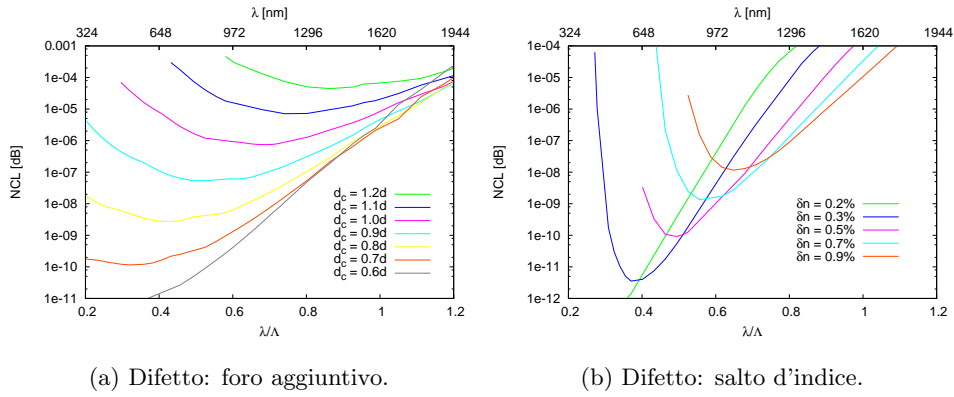 λ [nm]
324 648 972 1296 1620 1944
0.001
1e-04
1e-05
1e-06
1e-07
1e-08
1e-09
1e-10
1e-11
NCL [dB]
d_c = 1.2d
d_c = 1.1d
d_c = 1.0d
d_c = 0.9d
d_c = 0.8d
d_c = 0.7d
d_c = 0.6d
0.2 0.4 0.6 0.8 1 1.2
λ/Λ
(a) Difetto: foro aggiuntivo.
λ [nm]
324 648 972 1296 1620 1944
1e-04
1e-05
1e-06
1e-07
1e-08
1e-09
1e-10
1e-11
1e-12
NCL [dB]
δn = 0.2%
δn = 0.3%
δn = 0.5%
δn = 0.7%
δn = 0.9%
0.2 0.4 0.6 0.8 1 1.2
λ/Λ
(b) Difetto: salto d'indice.